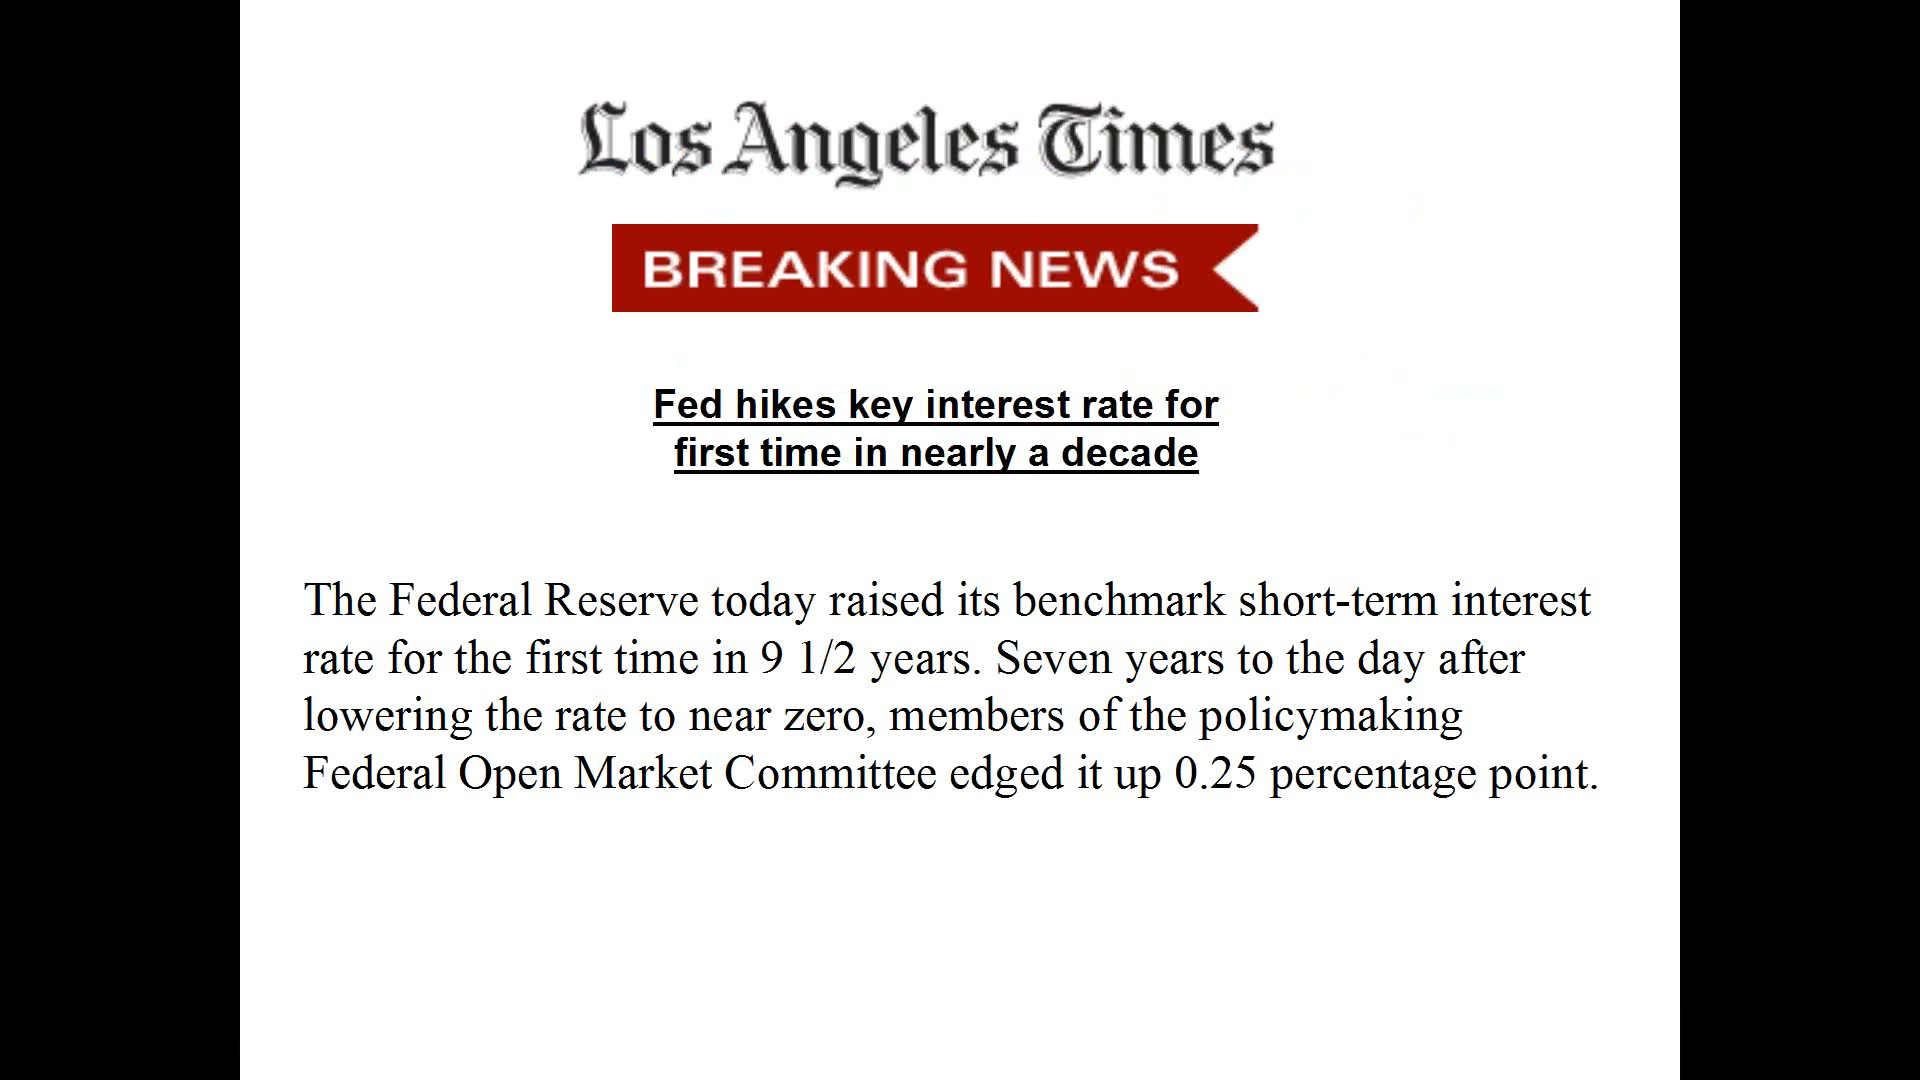 Los Angeles Times
BREAKING NEWS
Fed hikes key interest rate for
first time in nearly a decade
The Federal Reserve today raised its benchmark short-term interest
rate for the first time in 9 1/2 years. Seven years to the day after
lowering the rate to near zero, members of the policymaking
Federal Open Market Committee edged it up 0.25 percentage point.